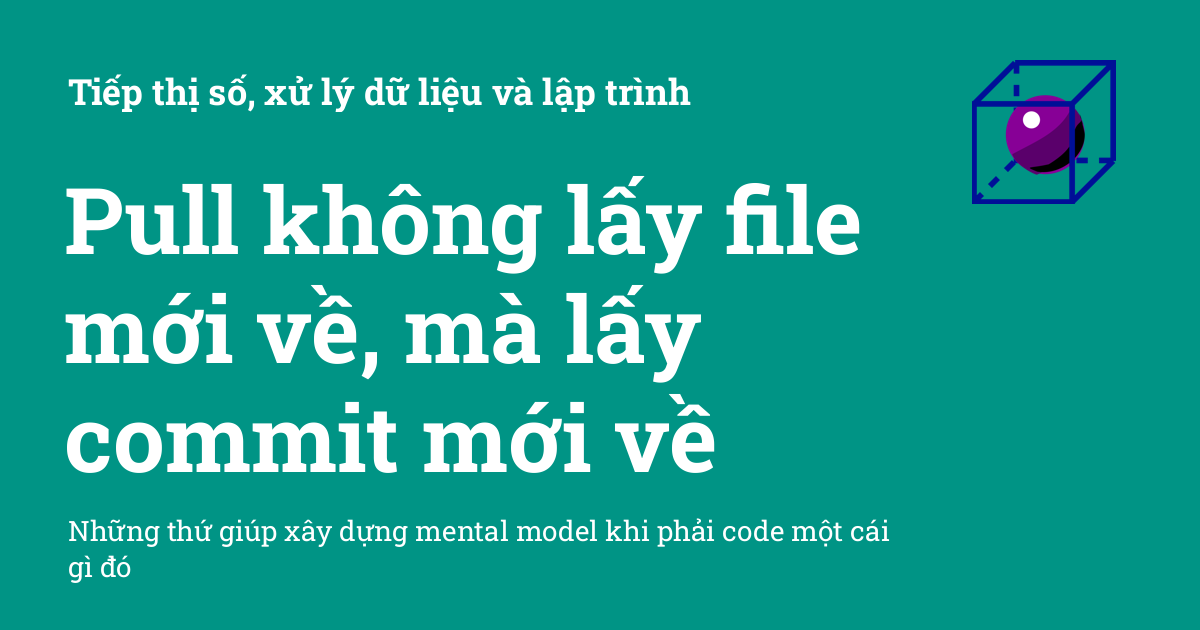 Tiếp thị số, xử lý dữ liệu và lập trình
Pull không lấy file
mới về, mà lấy
commit mới về
Những thứ giúp xây dựng mental model khi phải code một cái
gì đó